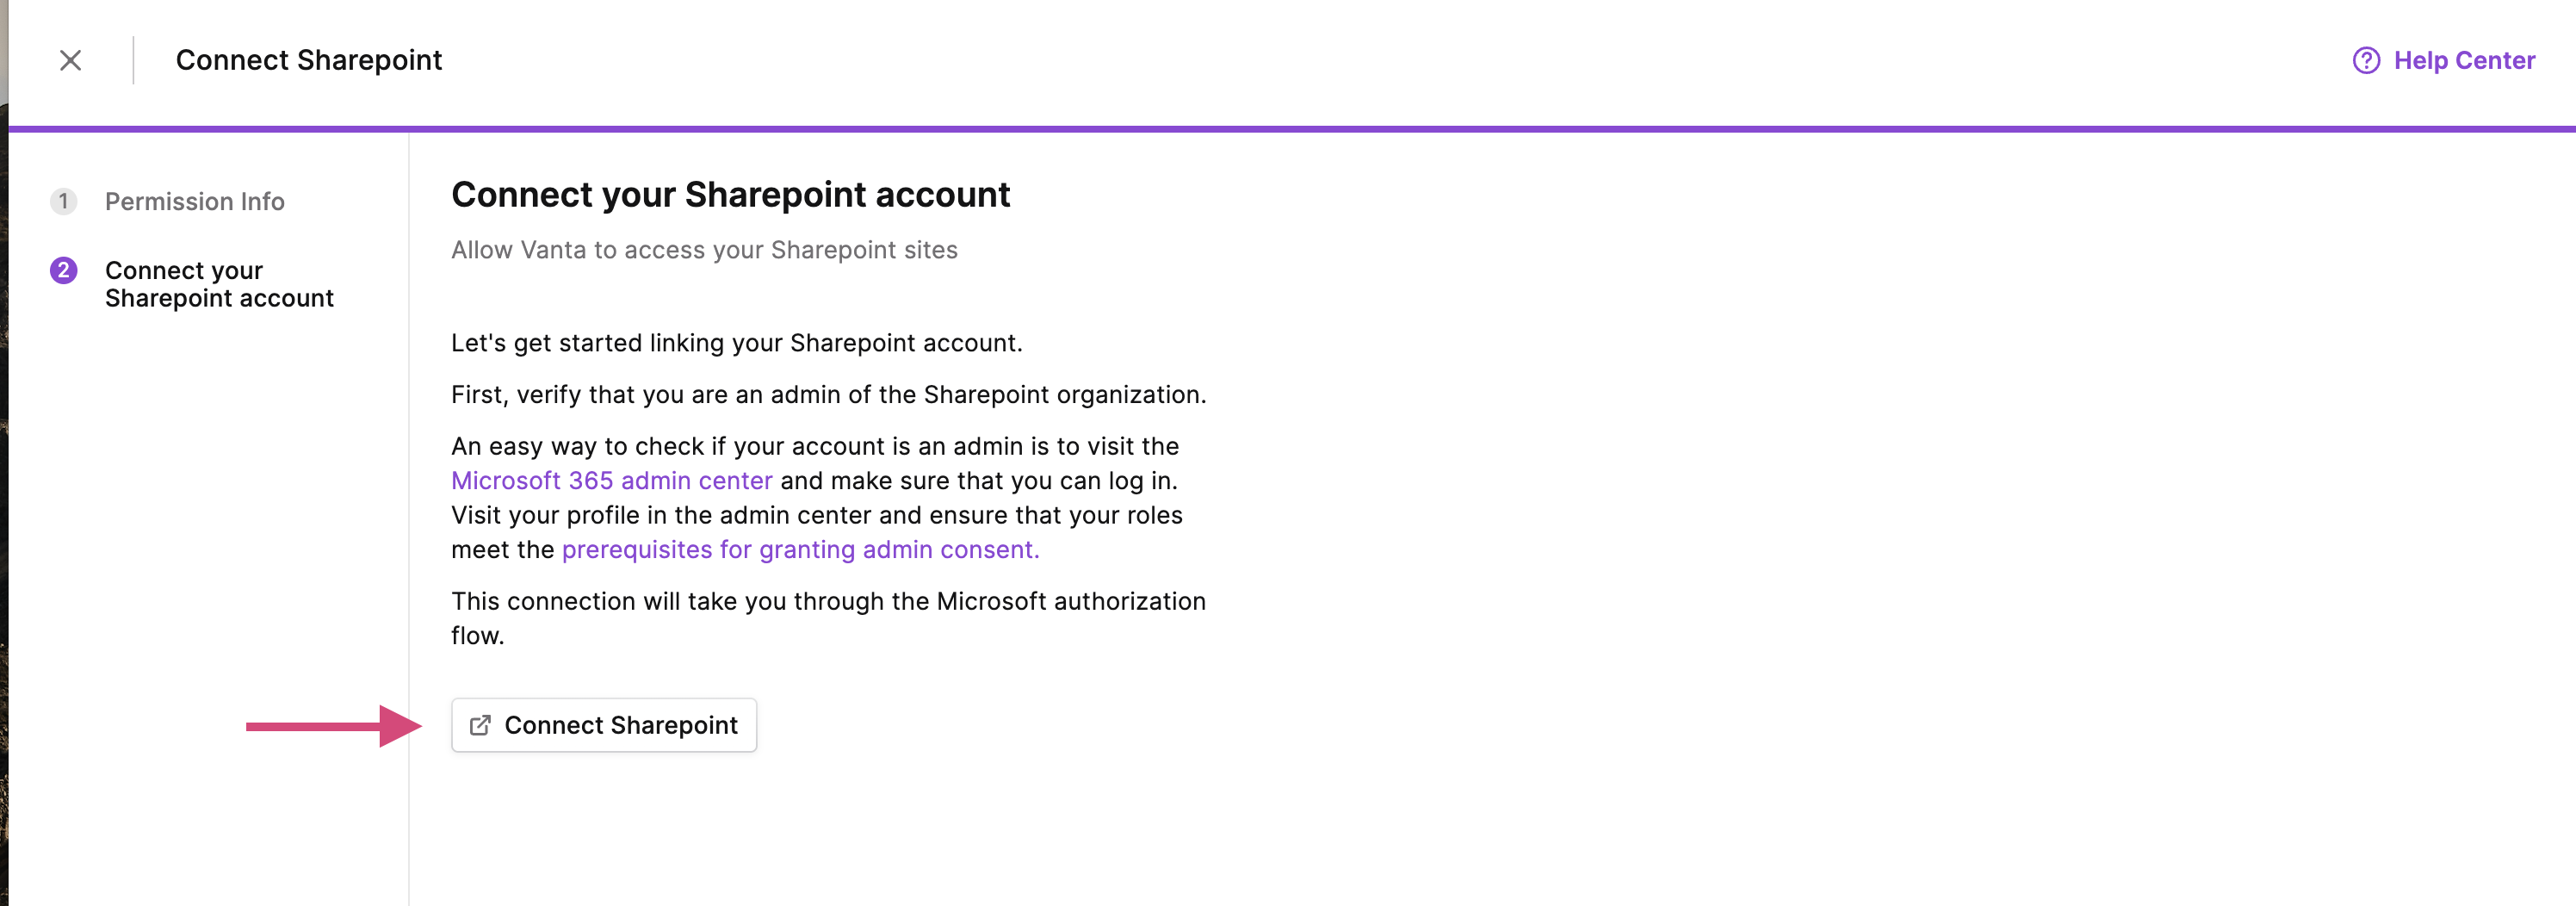 Connect Sharepoint
Help Center
1 Permission Info
2 Connect your
Sharepoint account
Connect your Sharepoint account
Allow Vanta to access your Sharepoint sites
Let's get started linking your Sharepoint account.
First, verify that you are an admin of the Sharepoint organization.
An easy way to check if your account is an admin is to visit the
Microsoft 365 admin center and make sure that you can log in.
Visit your profile in the admin center and ensure that your roles
meet the prerequisites for granting admin consent.
This connection will take you through the Microsoft authorization
flow.
Connect Sharepoint